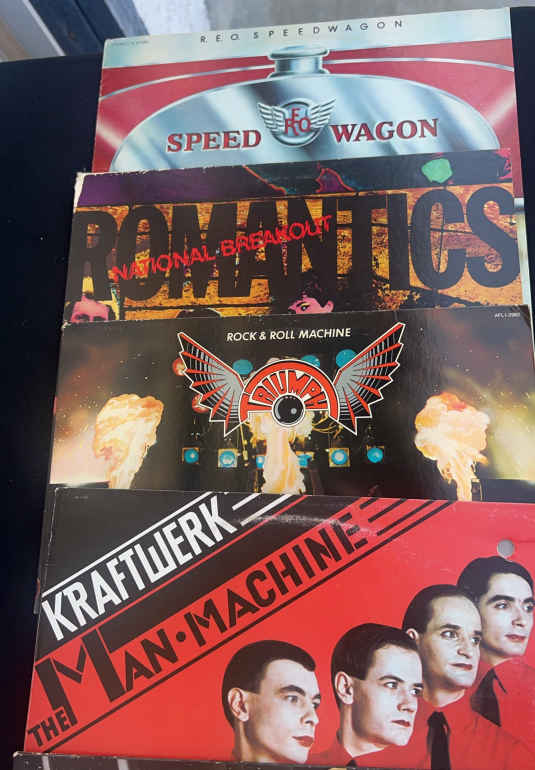 R.E.O. SPEEDWAGON
SPEED REO WAGON
ROMANTICS
NATIONAL BREAKOUT
ROCK & ROLL MACHINE
TRIUMPH
KRAFTWERK
THE MAN·MACHINE